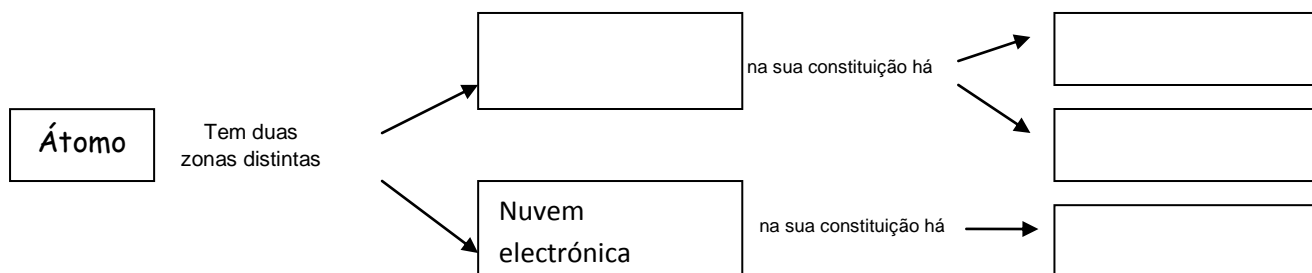 Átomo
Tem duas
zonas distintas
na sua constituição há
Nuvem
electrónica
na sua constituição há